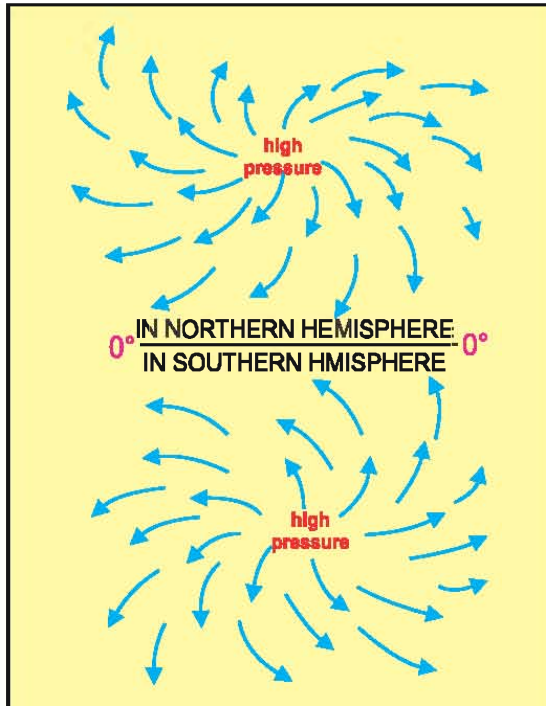 high
pressure
IN NORTHERN HEMISPHERE
0° 0°
IN SOUTHERN HMISPHERE
high
pressure